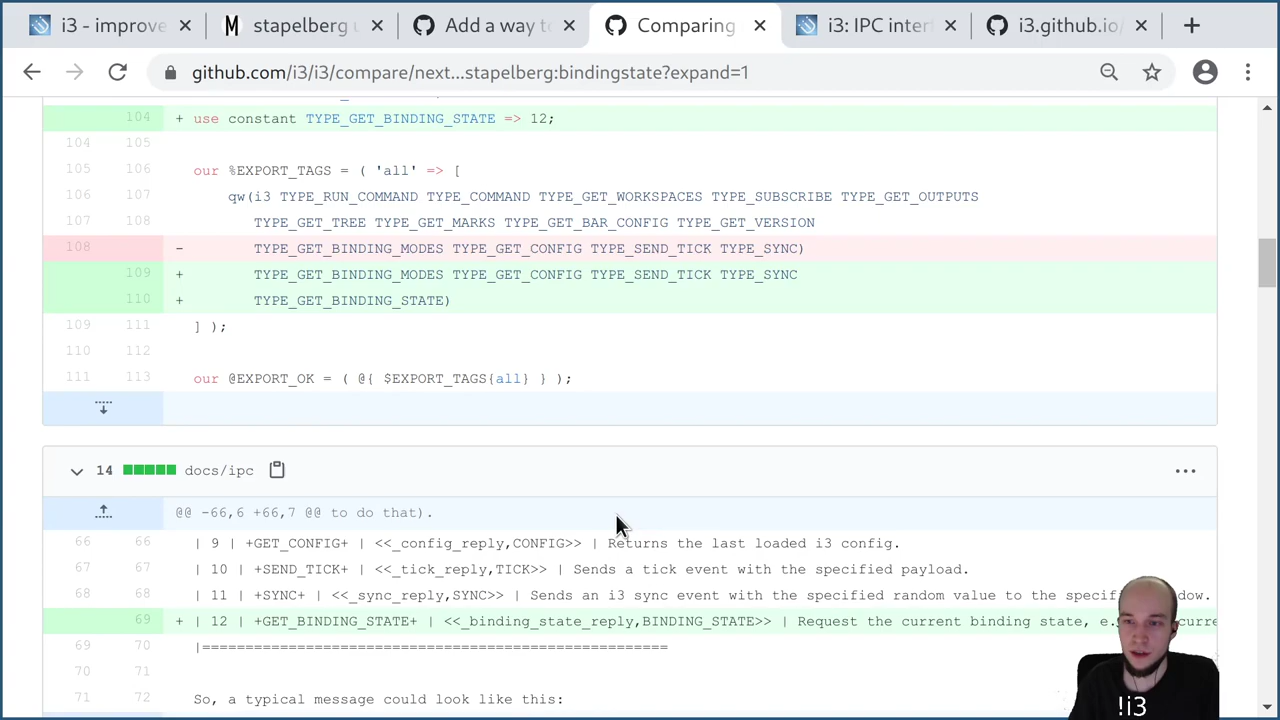 i3 - improve
stapelberg u
Add a way to
Comparing
i3: IPC inter
i3.github.io/
github.com/i3/i3/compare/next...stapelberg:bindingstate?expand=1
104 + use constant TYPE_GET_BINDING_STATE => 12;
104 105
105 106 our %EXPORT_TAGS = ( 'all' => [
106 107 qw(i3 TYPE_RUN_COMMAND TYPE_COMMAND TYPE_GET_WORKSPACES TYPE_SUBSCRIBE TYPE_GET_OUTPUTS
107 108 TYPE_GET_TREE TYPE_GET_MARKS TYPE_GET_BAR_CONFIG TYPE_GET_VERSION
108 - TYPE_GET_BINDING_MODES TYPE_GET_CONFIG TYPE_SEND_TICK TYPE_SYNC)
109 + TYPE_GET_BINDING_MODES TYPE_GET_CONFIG TYPE_SEND_TICK TYPE_SYNC
110 + TYPE_GET_BINDING_STATE)
109 111 ] );
110 112
111 113 our @EXPORT_OK = ( @{ $EXPORT_TAGS{all} } );
14 docs/ipc
@@ -66,6 +66,7 @@ to do that).
66 66 | 9 | +GET_CONFIG+ | <<_config_reply,CONFIG>> | Returns the last loaded i3 config.
67 67 | 10 | +SEND_TICK+ | <<_tick_reply,TICK>> | Sends a tick event with the specified payload.
68 68 | 11 | +SYNC+ | <<_sync_reply,SYNC>> | Sends an i3 sync event with the specified random value to the specif
69 + | 12 | +GET_BINDING_STATE+ | <<_binding_state_reply,BINDING_STATE>> | Request the current binding state, e.
69 70 |=======================================================
70 71
71 72 So, a typical message could look like this:
!i3